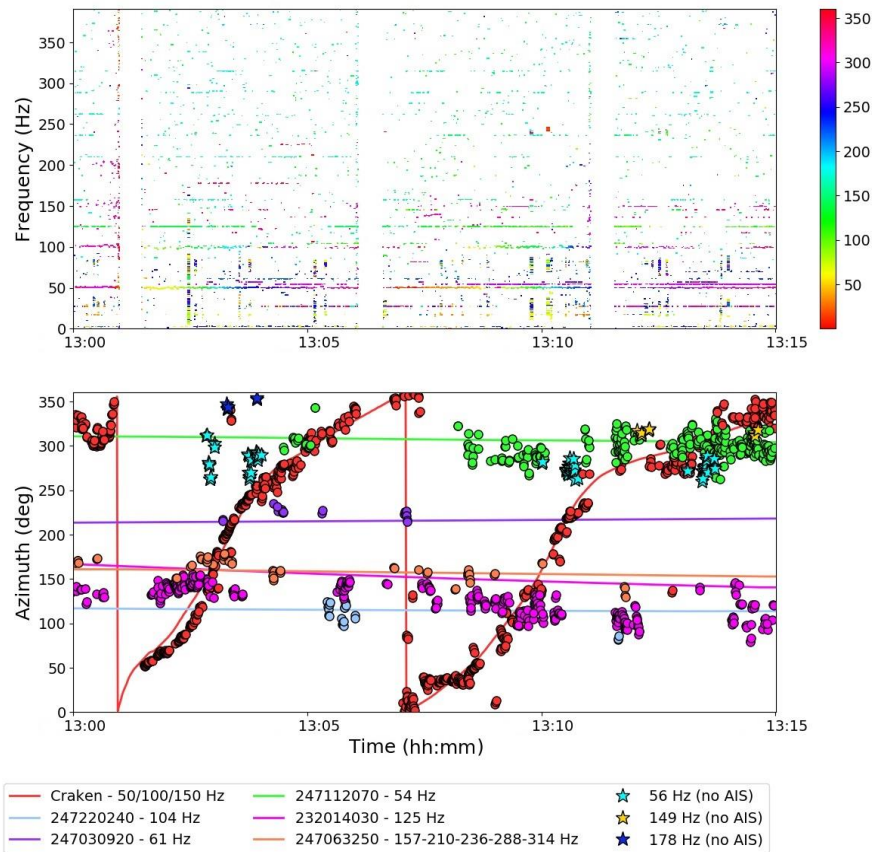 350
300
250
200
150
100
50
0
Frequency (Hz)
13:00
13:05
13:10
13:15
350
300
250
200
150
100
50
350
300
250
200
150
100
50
0
Azimuth (deg)
13:00
13:05
13:10
13:15
Time (hh:mm)
Craken - 50/100/150 Hz
247220240 - 104 Hz
247030920 - 61 Hz
247112070 - 54 Hz
232014030 - 125 Hz
247063250 - 157-210-236-288-314 Hz
56 Hz (no AIS)
149 Hz (no AIS)
178 Hz (no AIS)